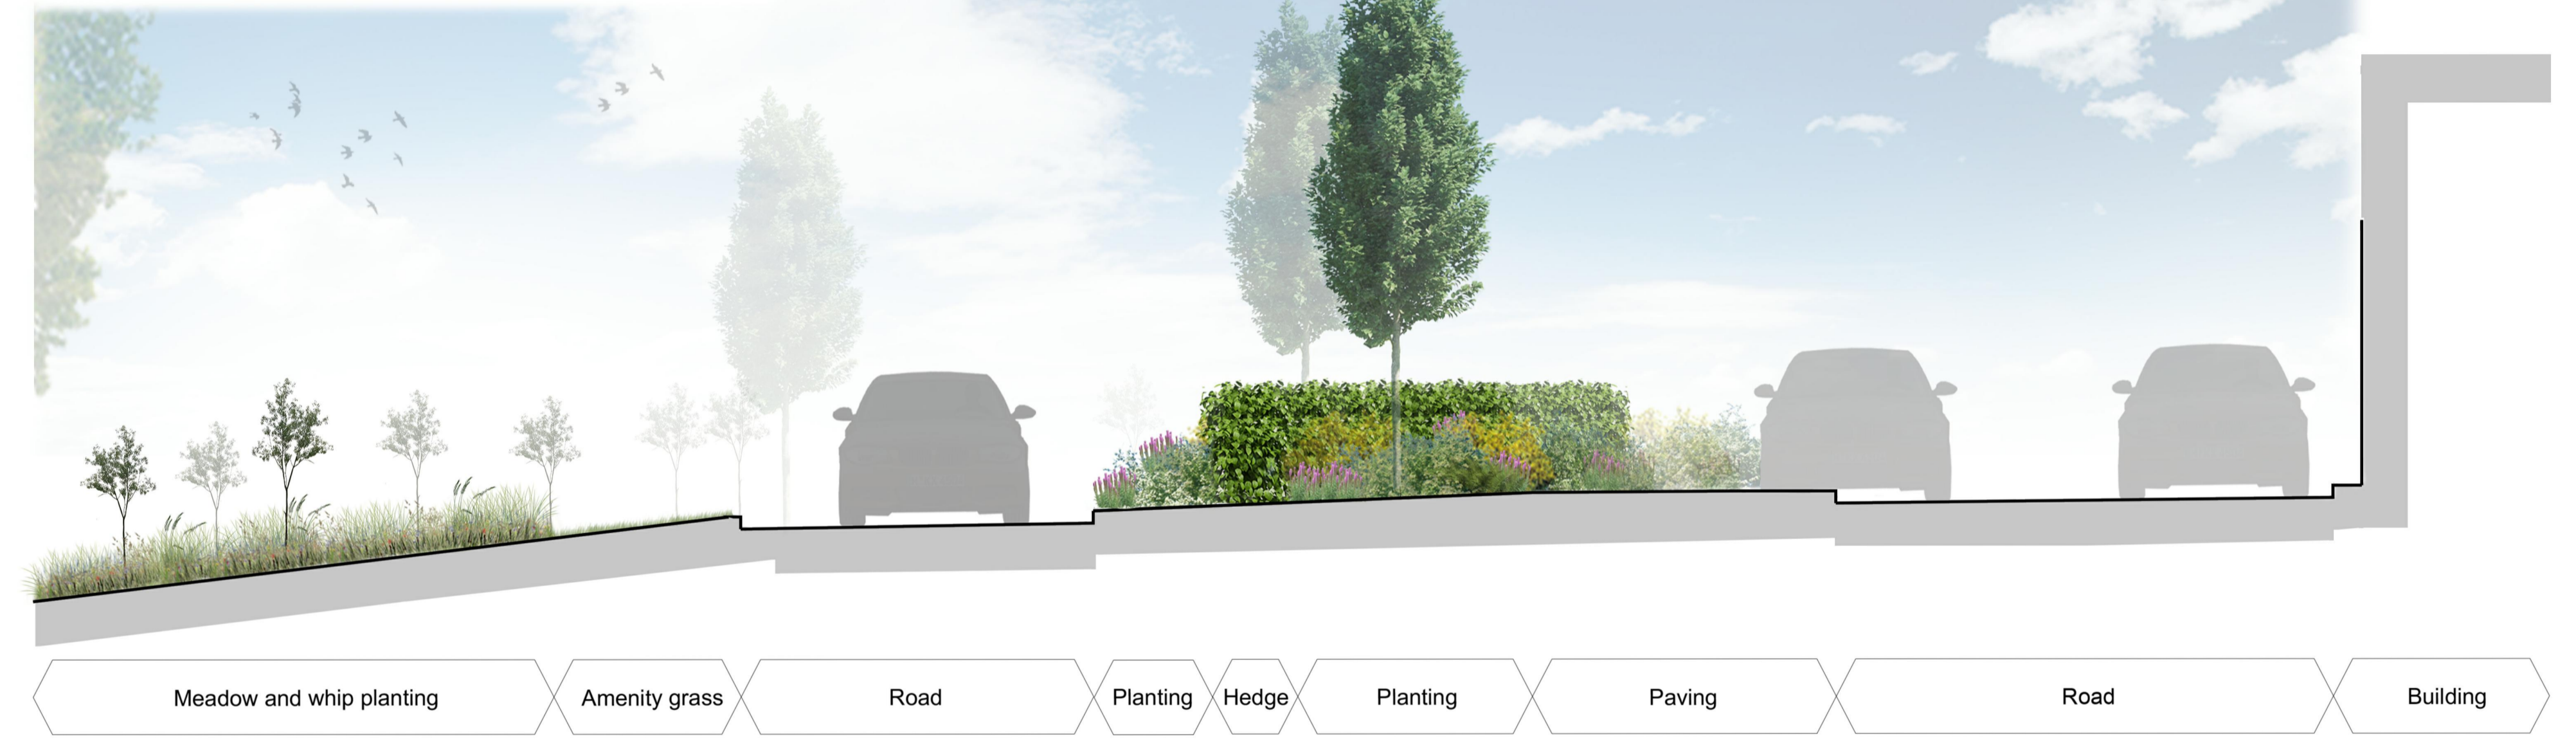 Meadow and whip planting
Amenity grass
Road
Planting
Hedge
Planting
Paving
Road
Building